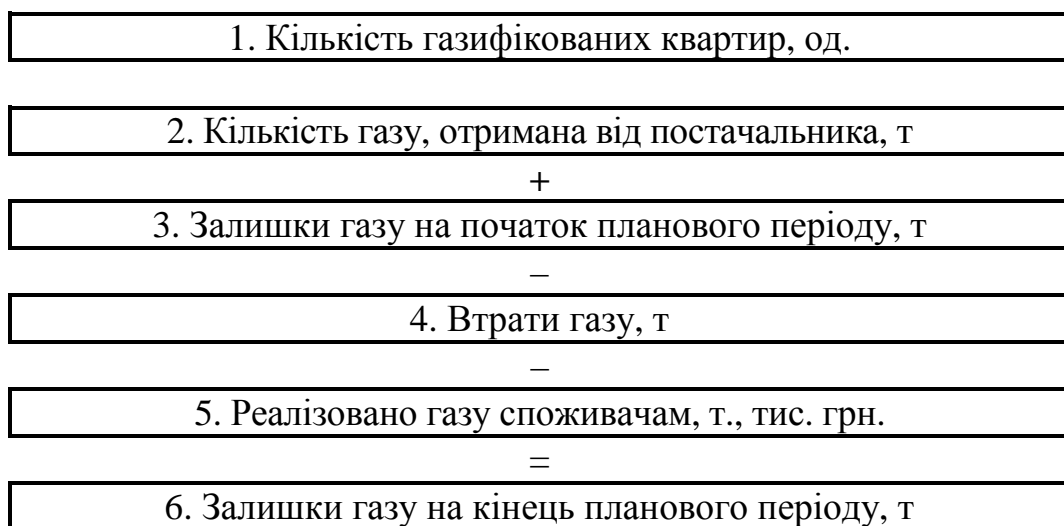 1. Кількість газифікованих квартир, од.
2. Кількість газу, отримана від постачальника, т
+
3. Залишки газу на початок планового періоду, т
–
4. Втрати газу, т
–
5. Реалізовано газу споживачам, т., тис. грн.
=
6. Залишки газу на кінець планового періоду, т